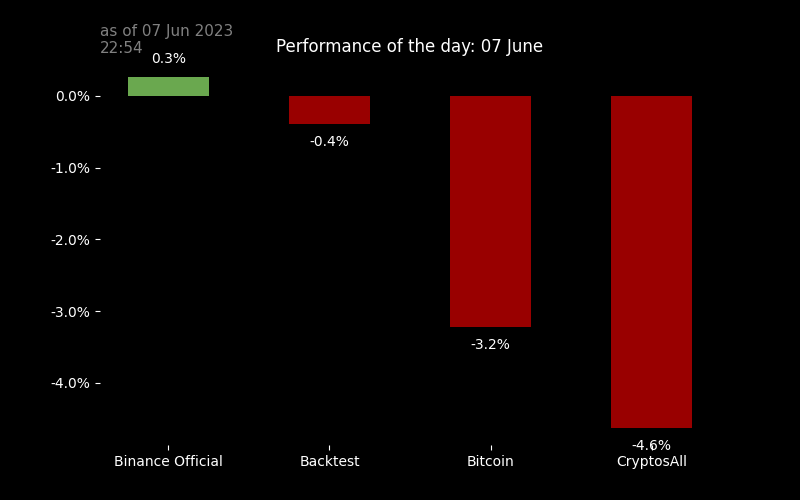 as of 07 Jun 2023
22:54
Performance of the day: 07 June
0.3%
0.0%
-0.4%
-1.0%
-2.0%
-3.0%
-3.2%
-4.0%
-4.6%
Binance Official
Backtest
Bitcoin
CryptosAll